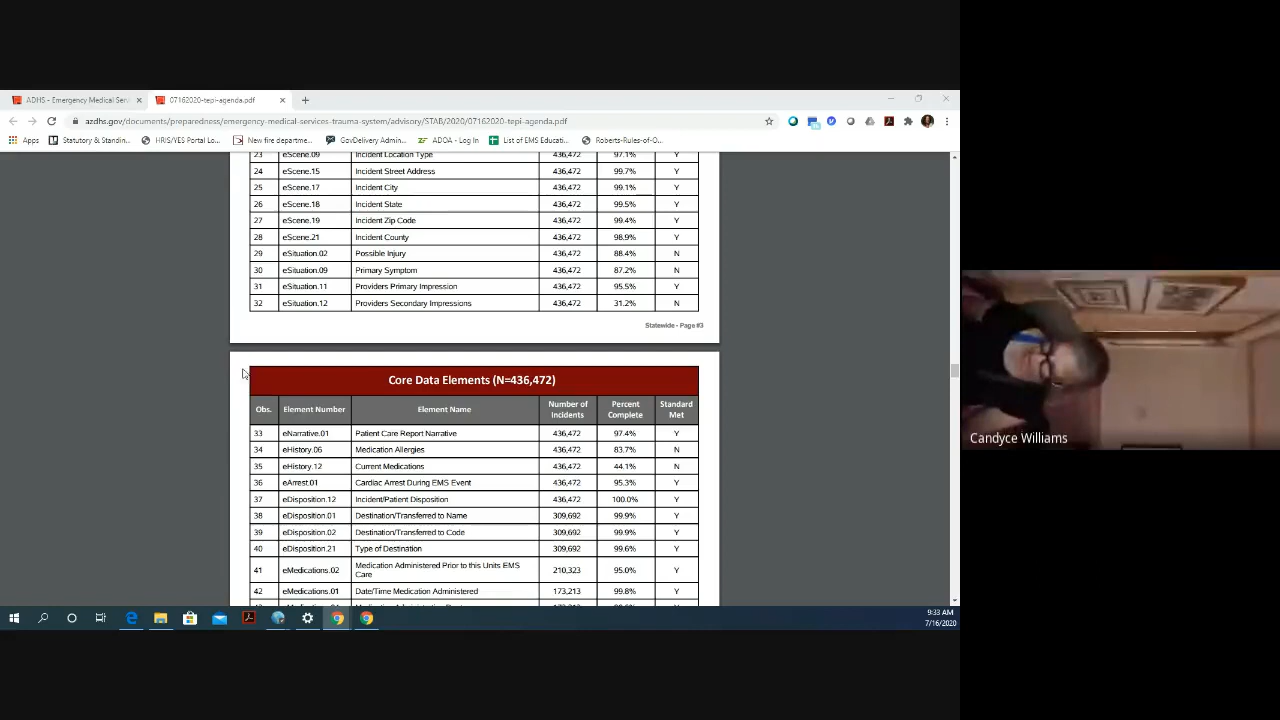 ADHS - Emergency Medical Serv
07162020-tepi-agenda.pdf
azdhs.gov/documents/preparedness/emergency-medical-services-trauma-system/advisory/STAB/2020/07162020-tepi-agenda.pdf
Apps Statutory & Standin... HRIS/YES Portal Lo... New fire departme... GovDelivery Admin... ADOA - Log In List of EMS Educati... Roberts-Rules-of-O...
23 eScene.09 Incident Location Type 436,472 97.1% Y
24 eScene.15 Incident Street Address 436,472 99.7% Y
25 eScene.17 Incident City 436,472 99.1% Y
26 eScene.18 Incident State 436,472 99.5% Y
27 eScene.19 Incident Zip Code 436,472 99.4% Y
28 eScene.21 Incident County 436,472 98.9% Y
29 eSituation.02 Possible Injury 436,472 88.4% N
30 eSituation.09 Primary Symptom 436,472 87.2% N
31 eSituation.11 Providers Primary Impression 436,472 95.5% Y
32 eSituation.12 Providers Secondary Impressions 436,472 31.2% N
Statewide - Page #3
Core Data Elements (N=436,472)
Obs. Element Number Element Name Number of Incidents Percent Complete Standard Met
33 eNarrative.01 Patient Care Report Narrative 436,472 97.4% Y
34 eHistory.06 Medication Allergies 436,472 83.7% N
35 eHistory.12 Current Medications 436,472 44.1% N
36 eArrest.01 Cardiac Arrest During EMS Event 436,472 95.3% Y
37 eDisposition.12 Incident/Patient Disposition 436,472 100.0% Y
38 eDisposition.01 Destination/Transferred to Name 309,692 99.9% Y
39 eDisposition.02 Destination/Transferred to Code 309,692 99.9% Y
40 eDisposition.21 Type of Destination 309,692 99.6% Y
41 eMedications.02 Medication Administered Prior to this Units EMS Care 210,323 95.0% Y
42 eMedications.01 Date/Time Medication Administered 173,213 99.8% Y
9:33 AM
7/16/2020
Candyce Williams